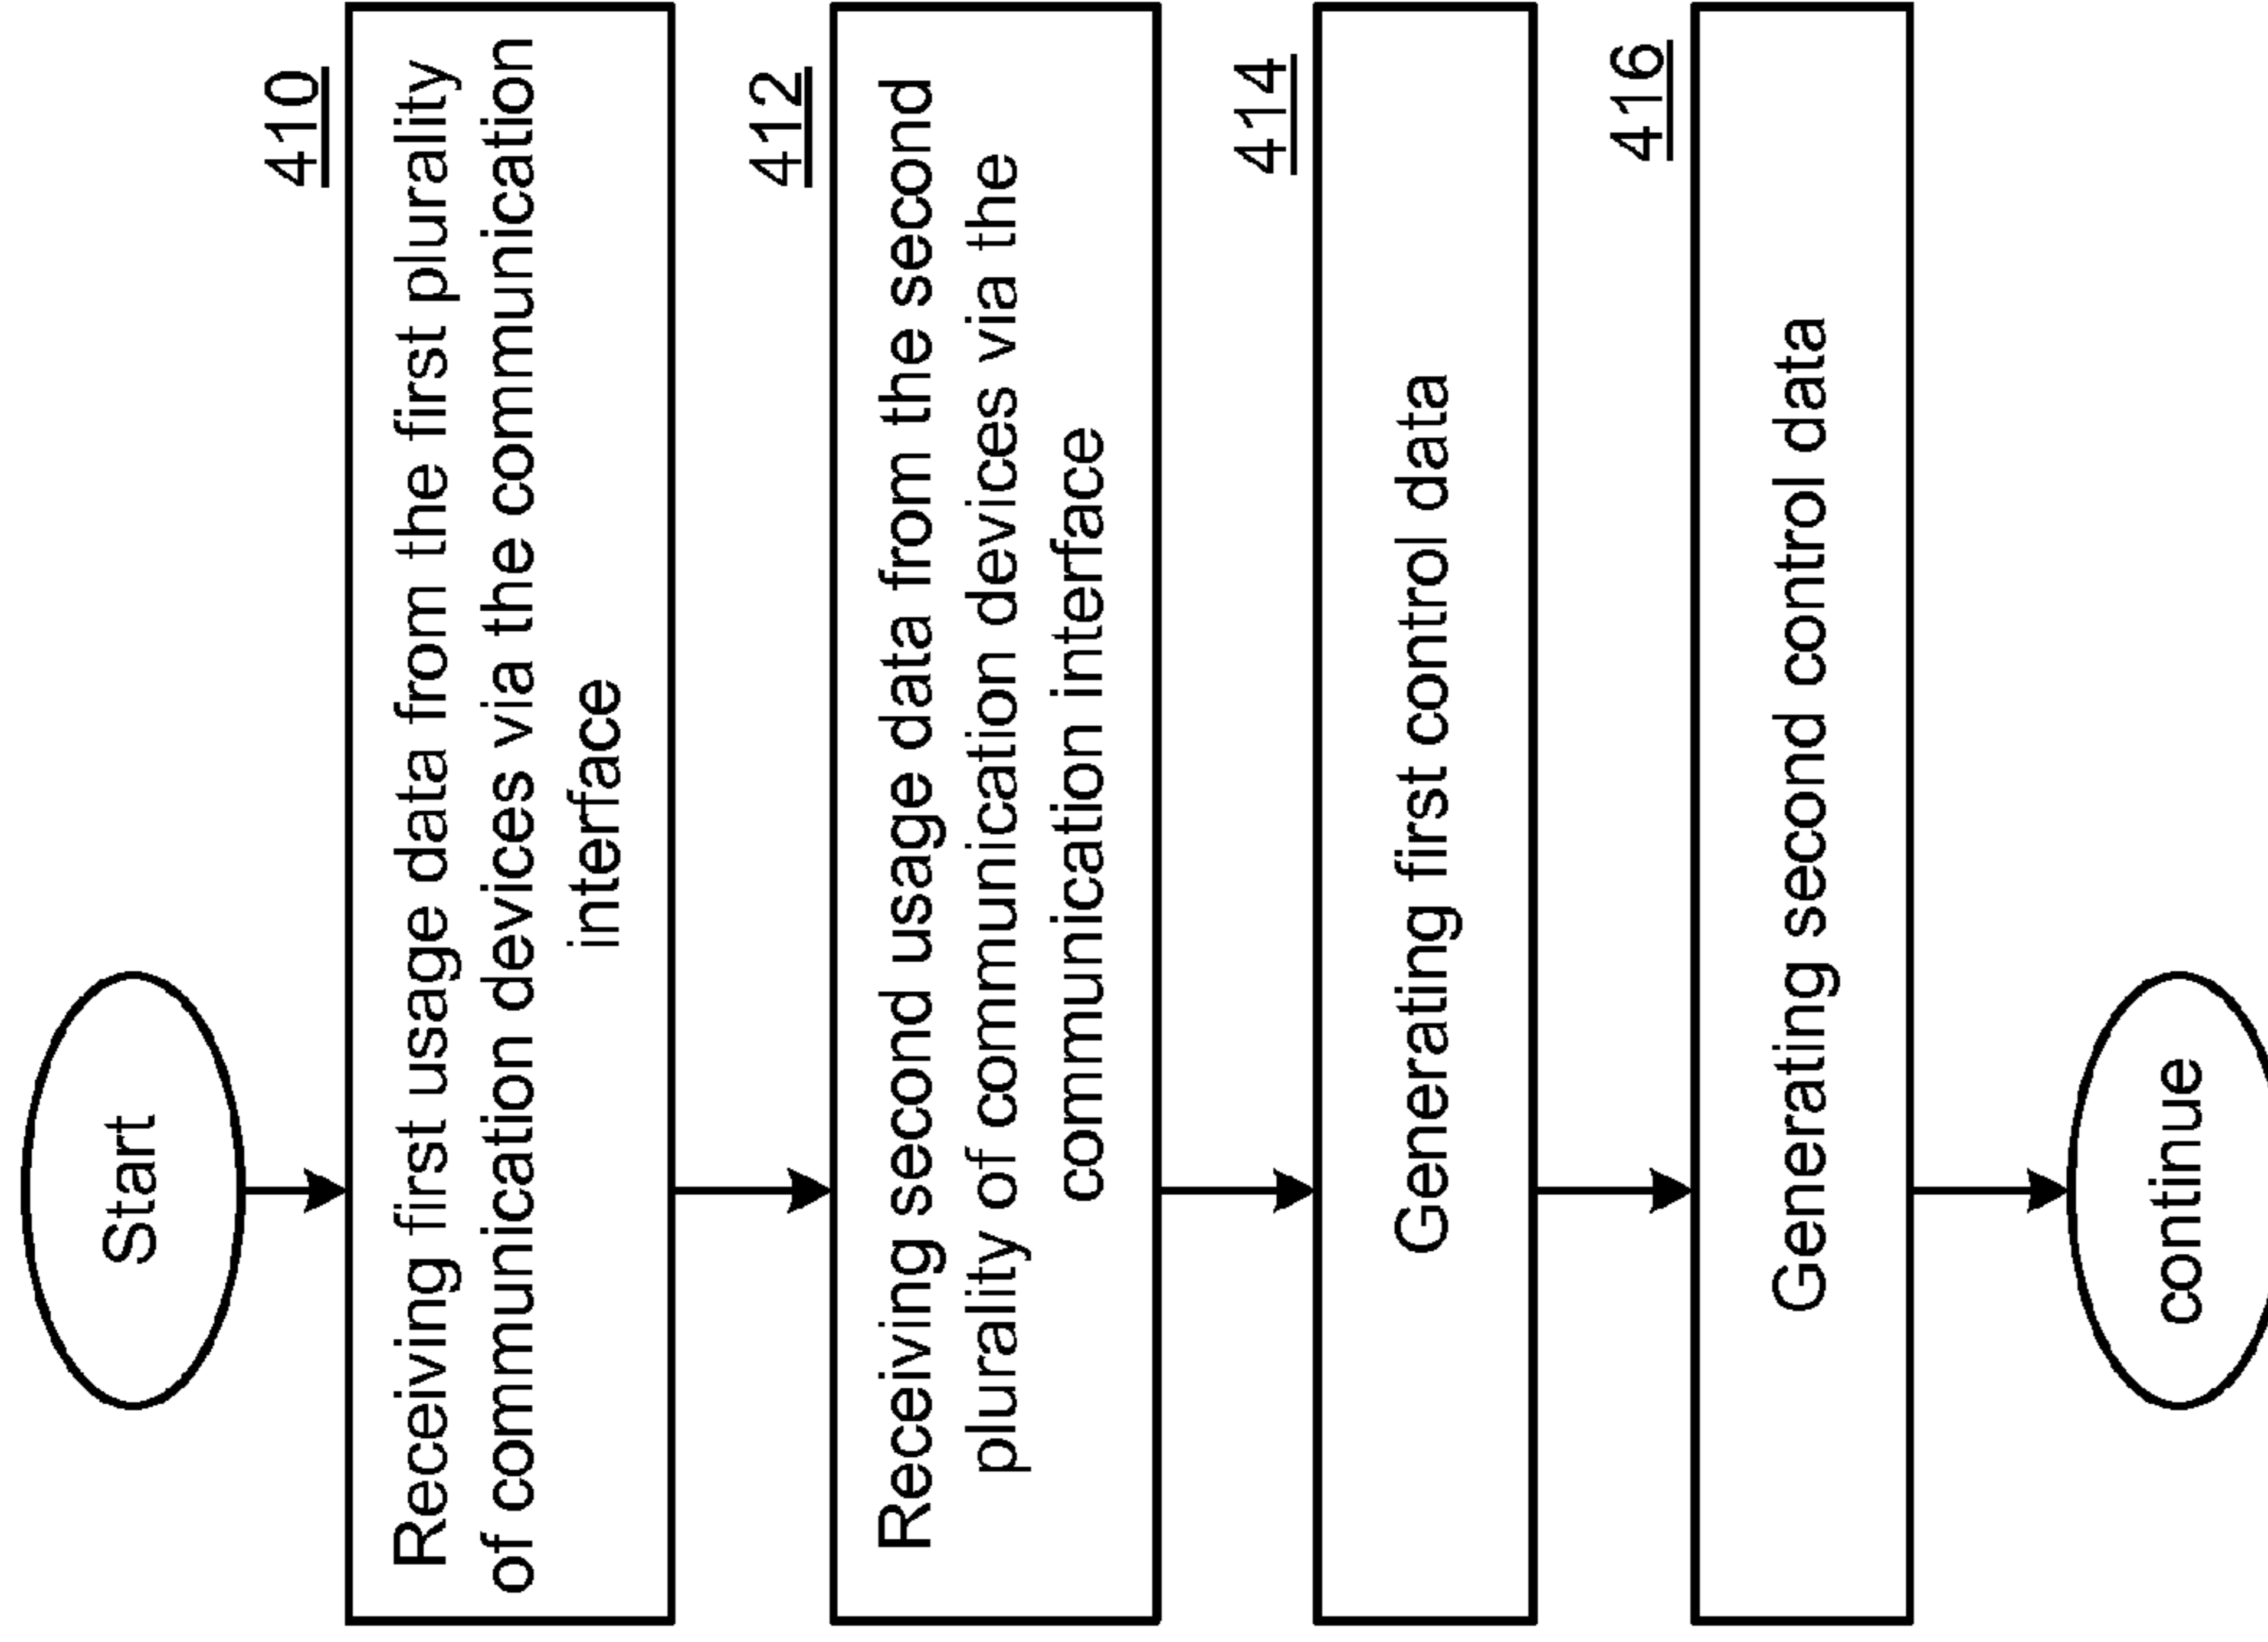 Start
410
Receiving first usage data from the first plurality
of communication devices via the communication
interface
412
Receiving second usage data from the second
plurality of communication devices via the
communication interface
414
Generating first control data
416
Generating second control data
continue